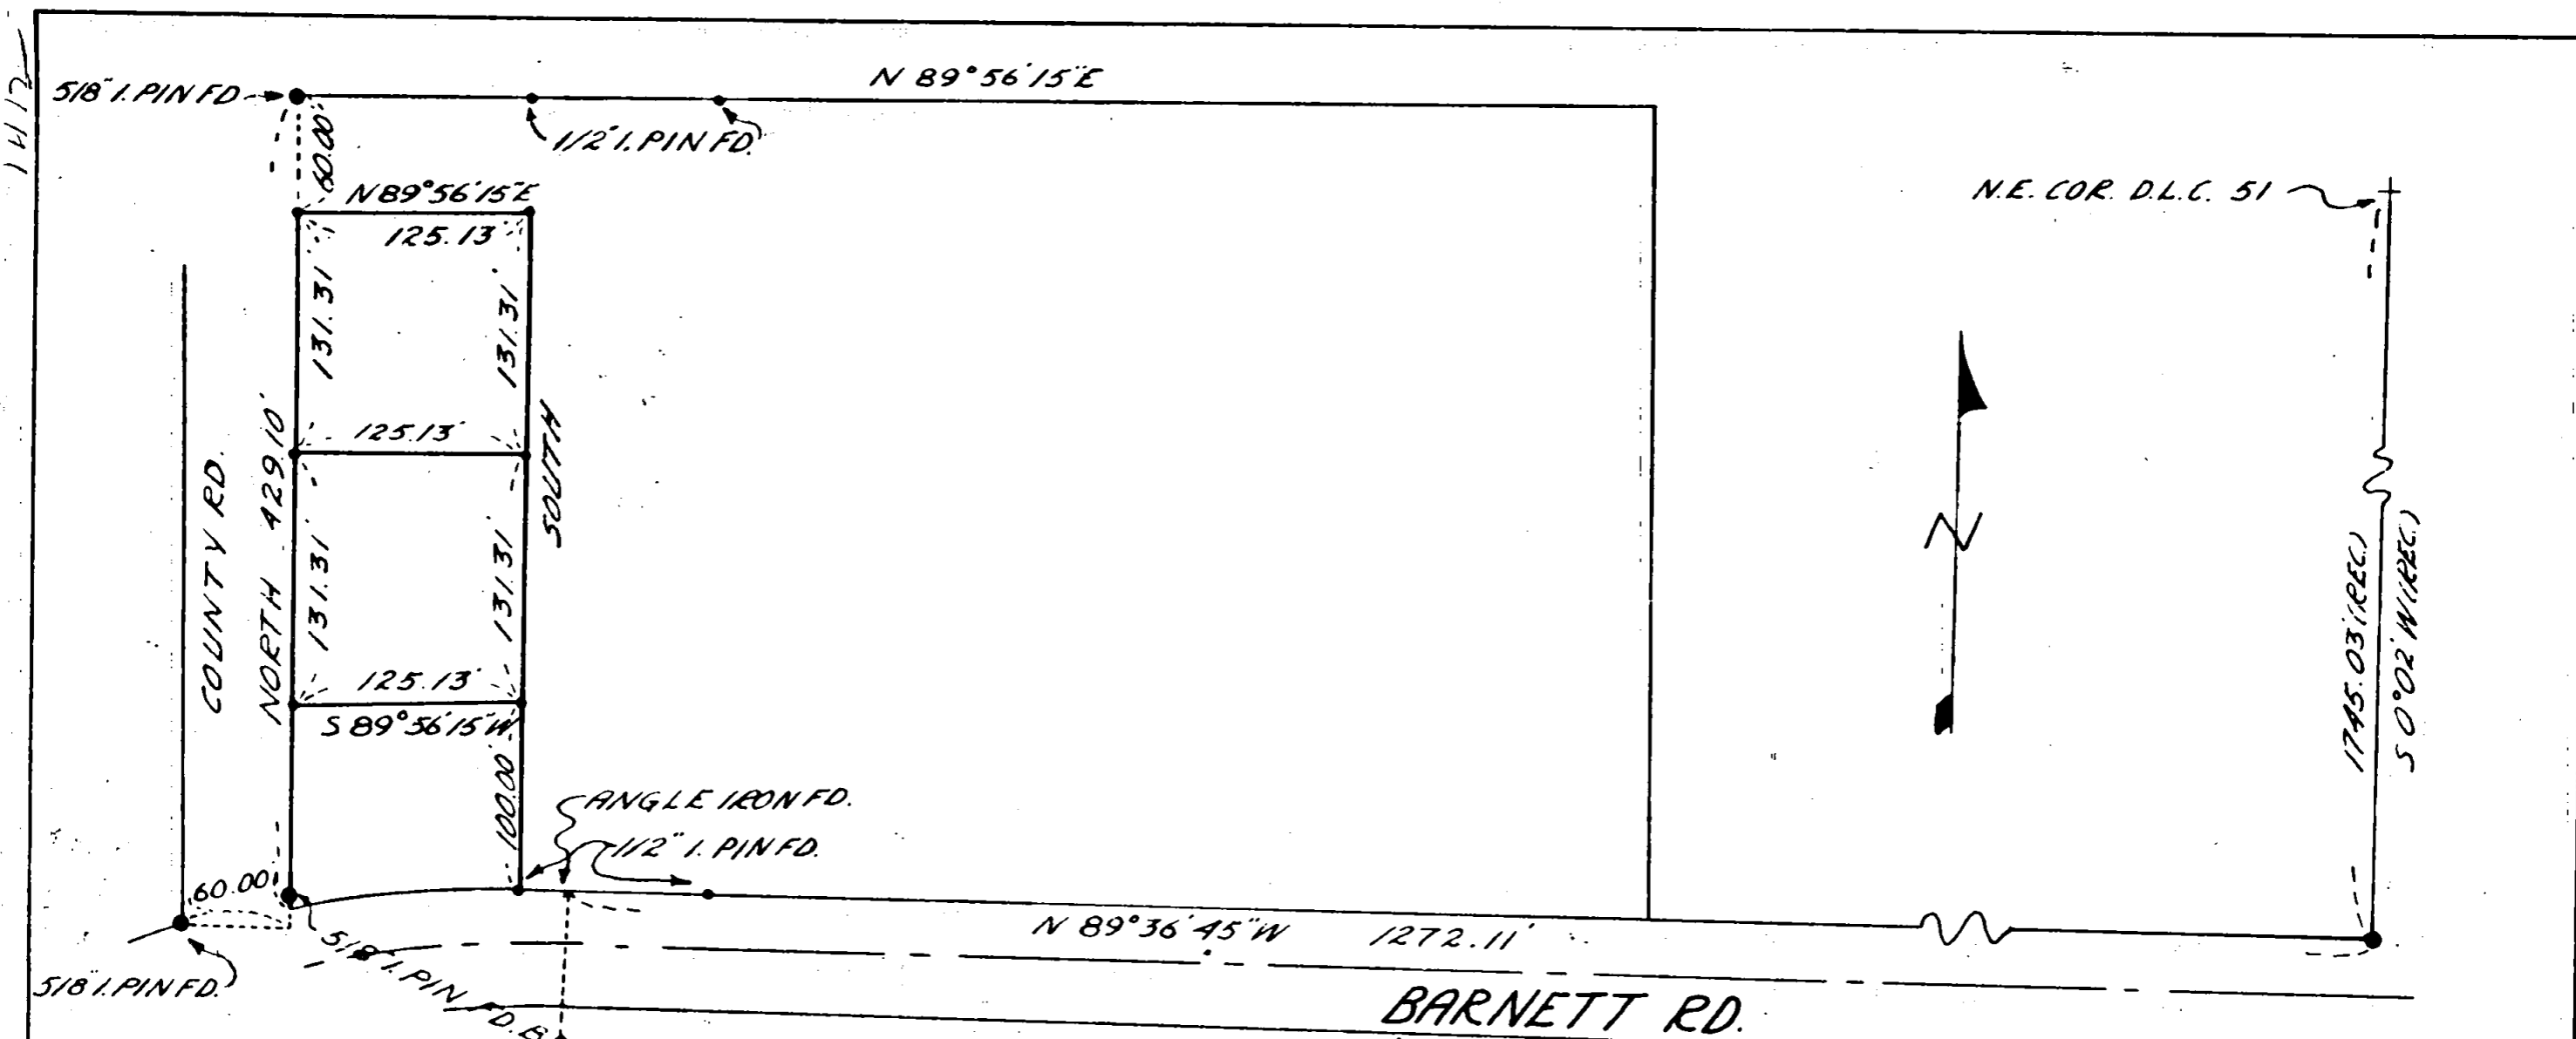 1412
N 89°56'15"E
5/8" I. PIN FD
1/2" I. PIN FD.
60.00'
N 89°56'15"E
125.13'
N.E. COR. D.L.C. 51
131.31'
131.31'
125.13'
COUNTY RD.
NORTH 429.10'
SOUTH
131.31'
131.31'
N
1745.03'(REC.)
S 0°02' W(REC.)
125.13'
S 89°56'15"W
100.00'
ANGLE IRON FD.
1/2" I. PIN FD.
60.00'
N 89°36'45"W 1272.11'
5/8" I. PIN FD.
5/8" I. PIN FD. B
BARNETT RD.